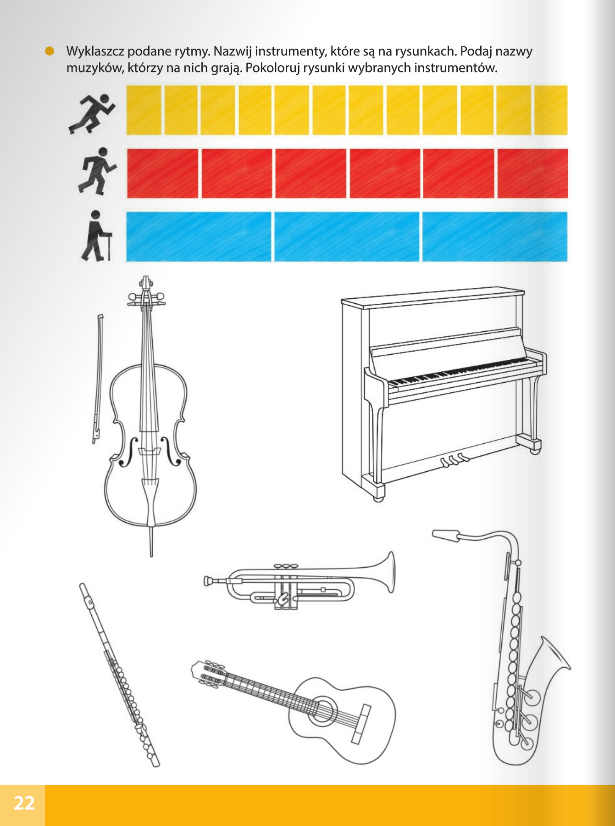 Wyklaszcz podane rytmy. Nazwij instrumenty, które są na rysunkach. Podaj nazwy
muzyków, którzy na nich grają. Pokoloruj rysunki wybranych instrumentów.
22